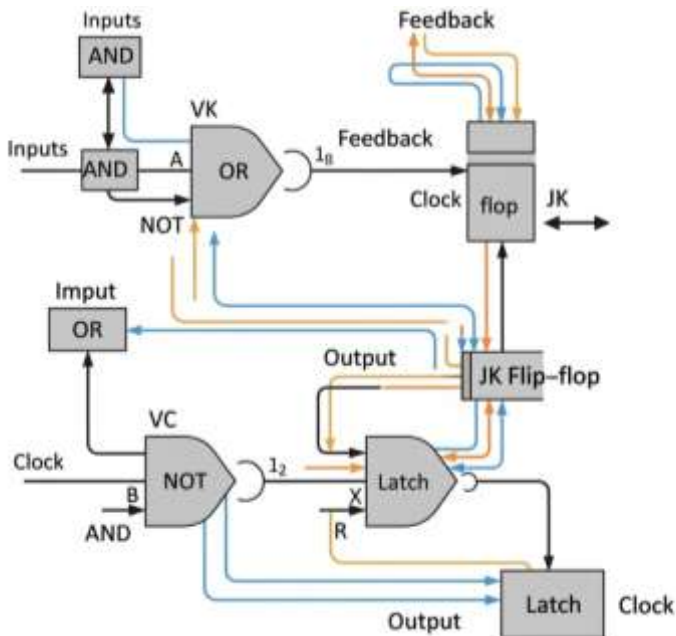 Inputs
AND
Feedback
VK
Inputs
AND
A
OR
1₈
Feedback
Clock
flop
JK
NOT
Imput
OR
Output
JK Flip–flop
VC
Clock
NOT
1₂
Latch
B
AND
X
R
Output
Latch
Clock